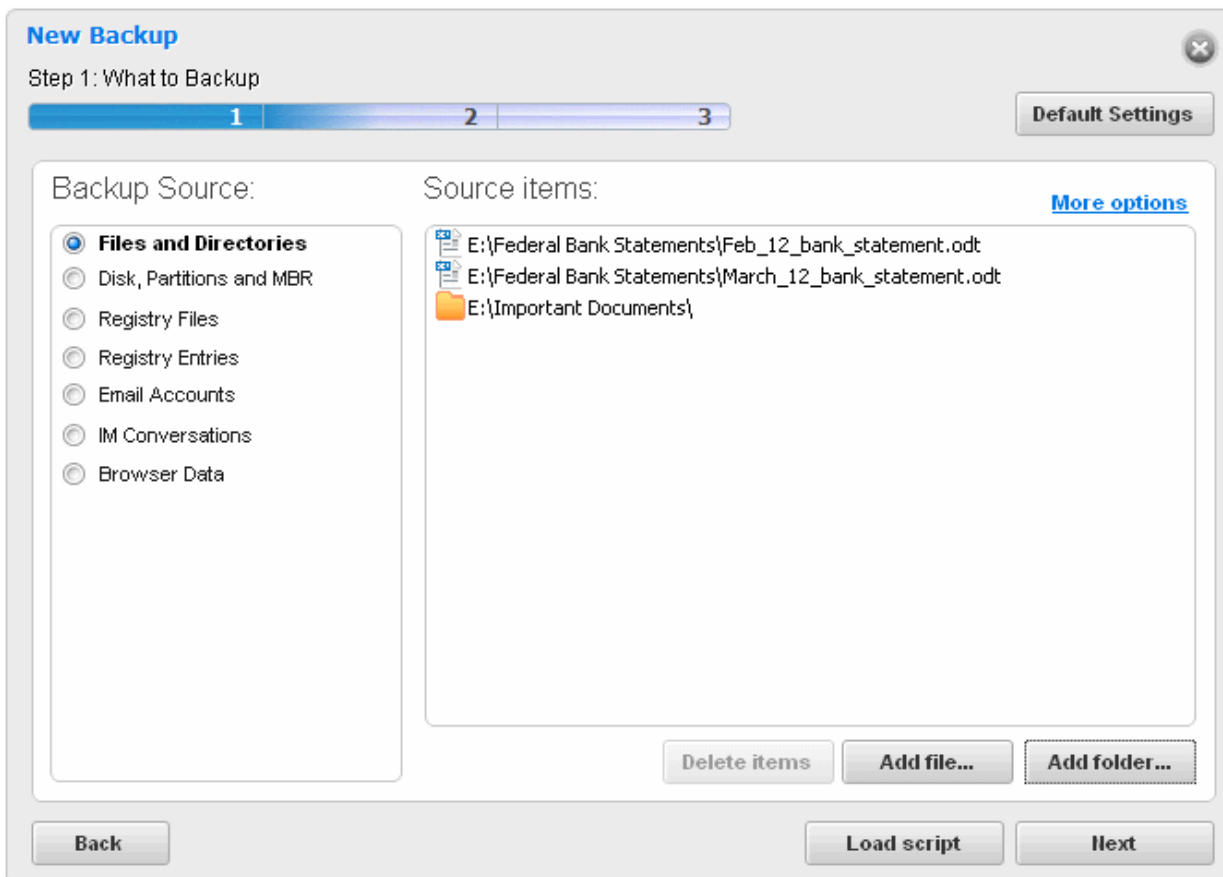 New Backup
Step 1: What to Backup
1 2 3
Default Settings
Backup Source:
Files and Directories
Disk, Partitions and MBR
Registry Files
Registry Entries
Email Accounts
IM Conversations
Browser Data
Source items:
More options
E:\Federal Bank Statements\Feb_12_bank_statement.odt
E:\Federal Bank Statements\March_12_bank_statement.odt
E:\Important Documents\
Delete items
Add file...
Add folder...
Back
Load script
Next